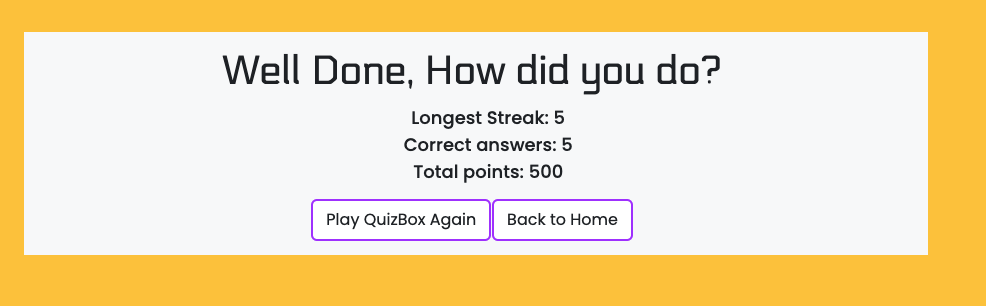 Well Done, How did you do?
Longest Streak: 5
Correct answers: 5
Total points: 500
Play QuizBox Again Back to Home